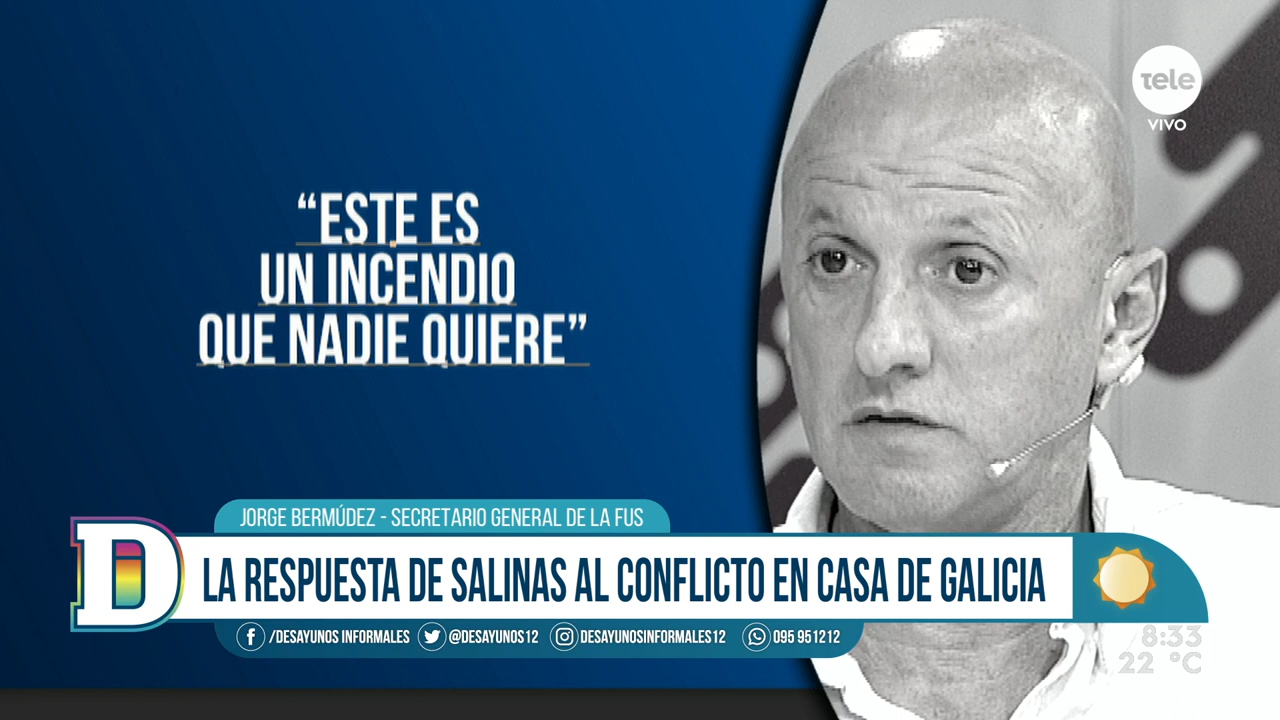 tele
VIVO
“ESTE ES
UN INCENDIO
QUE NADIE QUIERE”
JORGE BERMÚDEZ - SECRETARIO GENERAL DE LA FUS
D
LA RESPUESTA DE SALINAS AL CONFLICTO EN CASA DE GALICIA
/DESAYUNOS INFORMALES @DESAYUNOS12 DESAYUNOSINFORMALES12 095 951212
8:33
22 °C